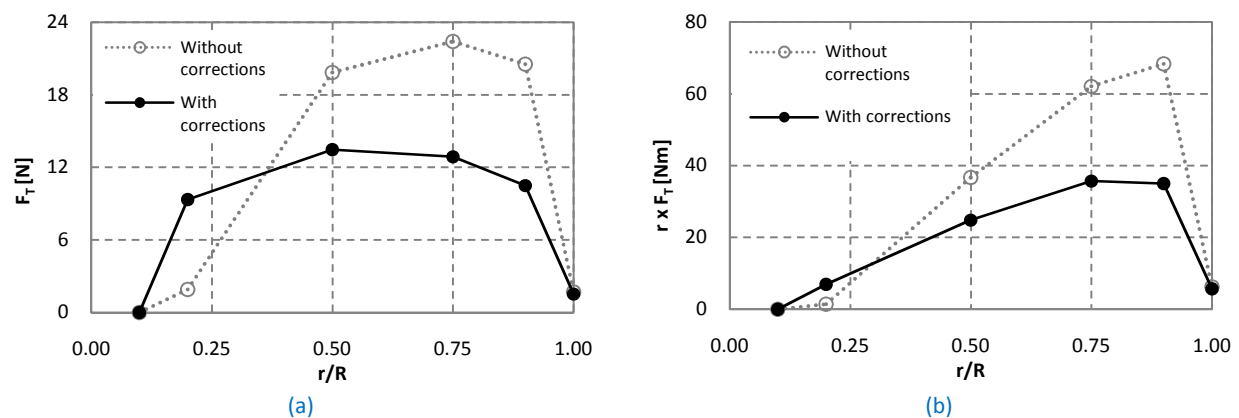 24
18
12
6
0
F_T [N]
Without
corrections
With
corrections
0.00 0.25 0.50 0.75 1.00
r/R
(a)
80
60
40
20
0
r x F_T [Nm]
Without
corrections
With corrections
0.00 0.25 0.50 0.75 1.00
r/R
(b)